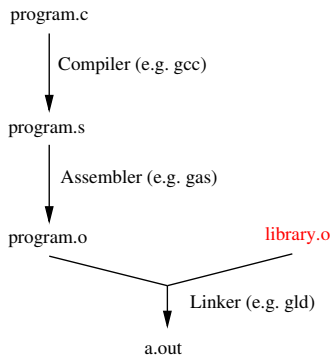 program.c
Compiler (e.g. gcc)
program.s
Assembler (e.g. gas)
program.o
library.o
Linker (e.g. gld)
a.out